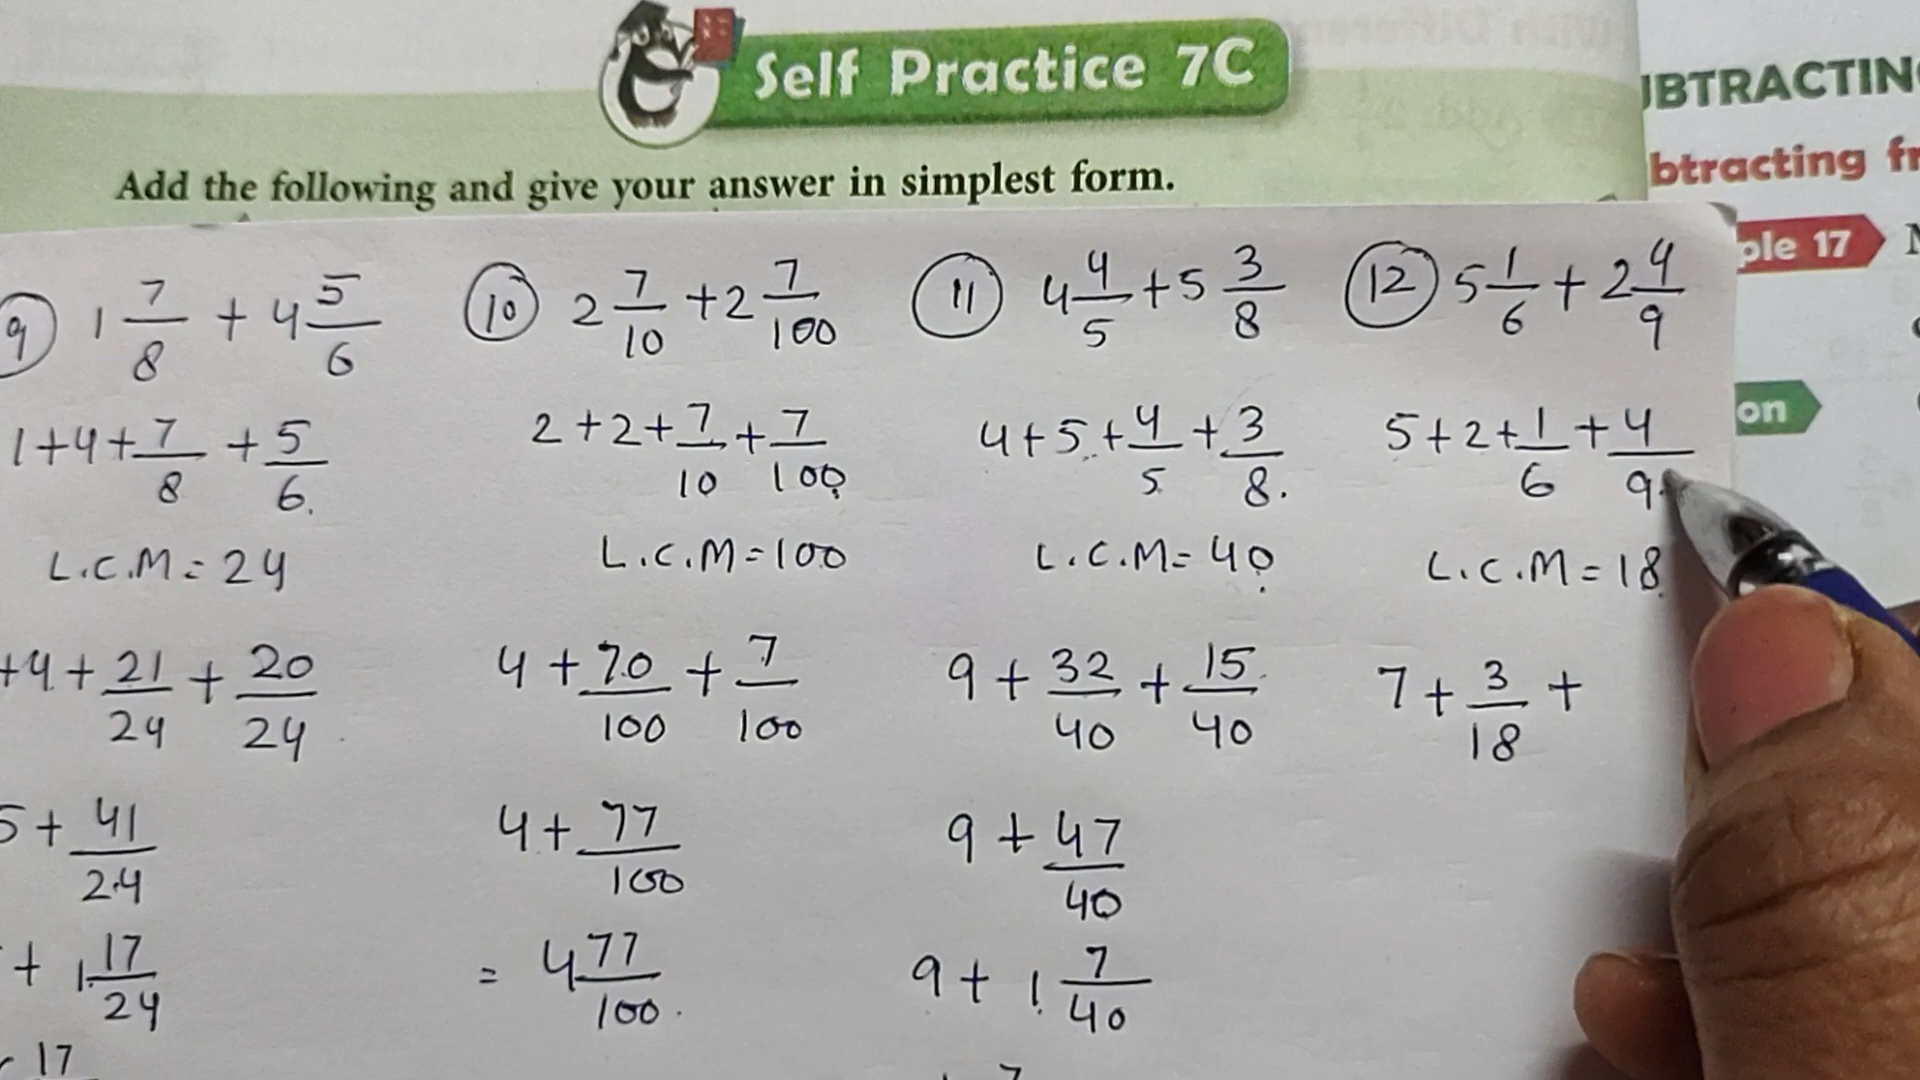 Self Practice 7C
UBTRACTING
btracting fr
Add the following and give your answer in simplest form.
ple 17
on
9) 1 7/8 + 4 5/6
1+4+7/8+5/6.
L.C.M=24
+4+21/24+20/24
5+41/24
+ 1 17/24
17
10) 2 7/10 + 2 7/100
2+2+7/10+7/100
L.C.M=100
4+70/100+7/100
4+77/100
= 4 77/100.
11) 4 4/5 + 5 3/8
4+5+4/5+3/8.
L.C.M=40
9+32/40+15/40
9+47/40
9+1 7/40
7
12) 5 1/6 + 2 4/9
5+2+1/6+4/9
L.C.M=18
7+3/18+